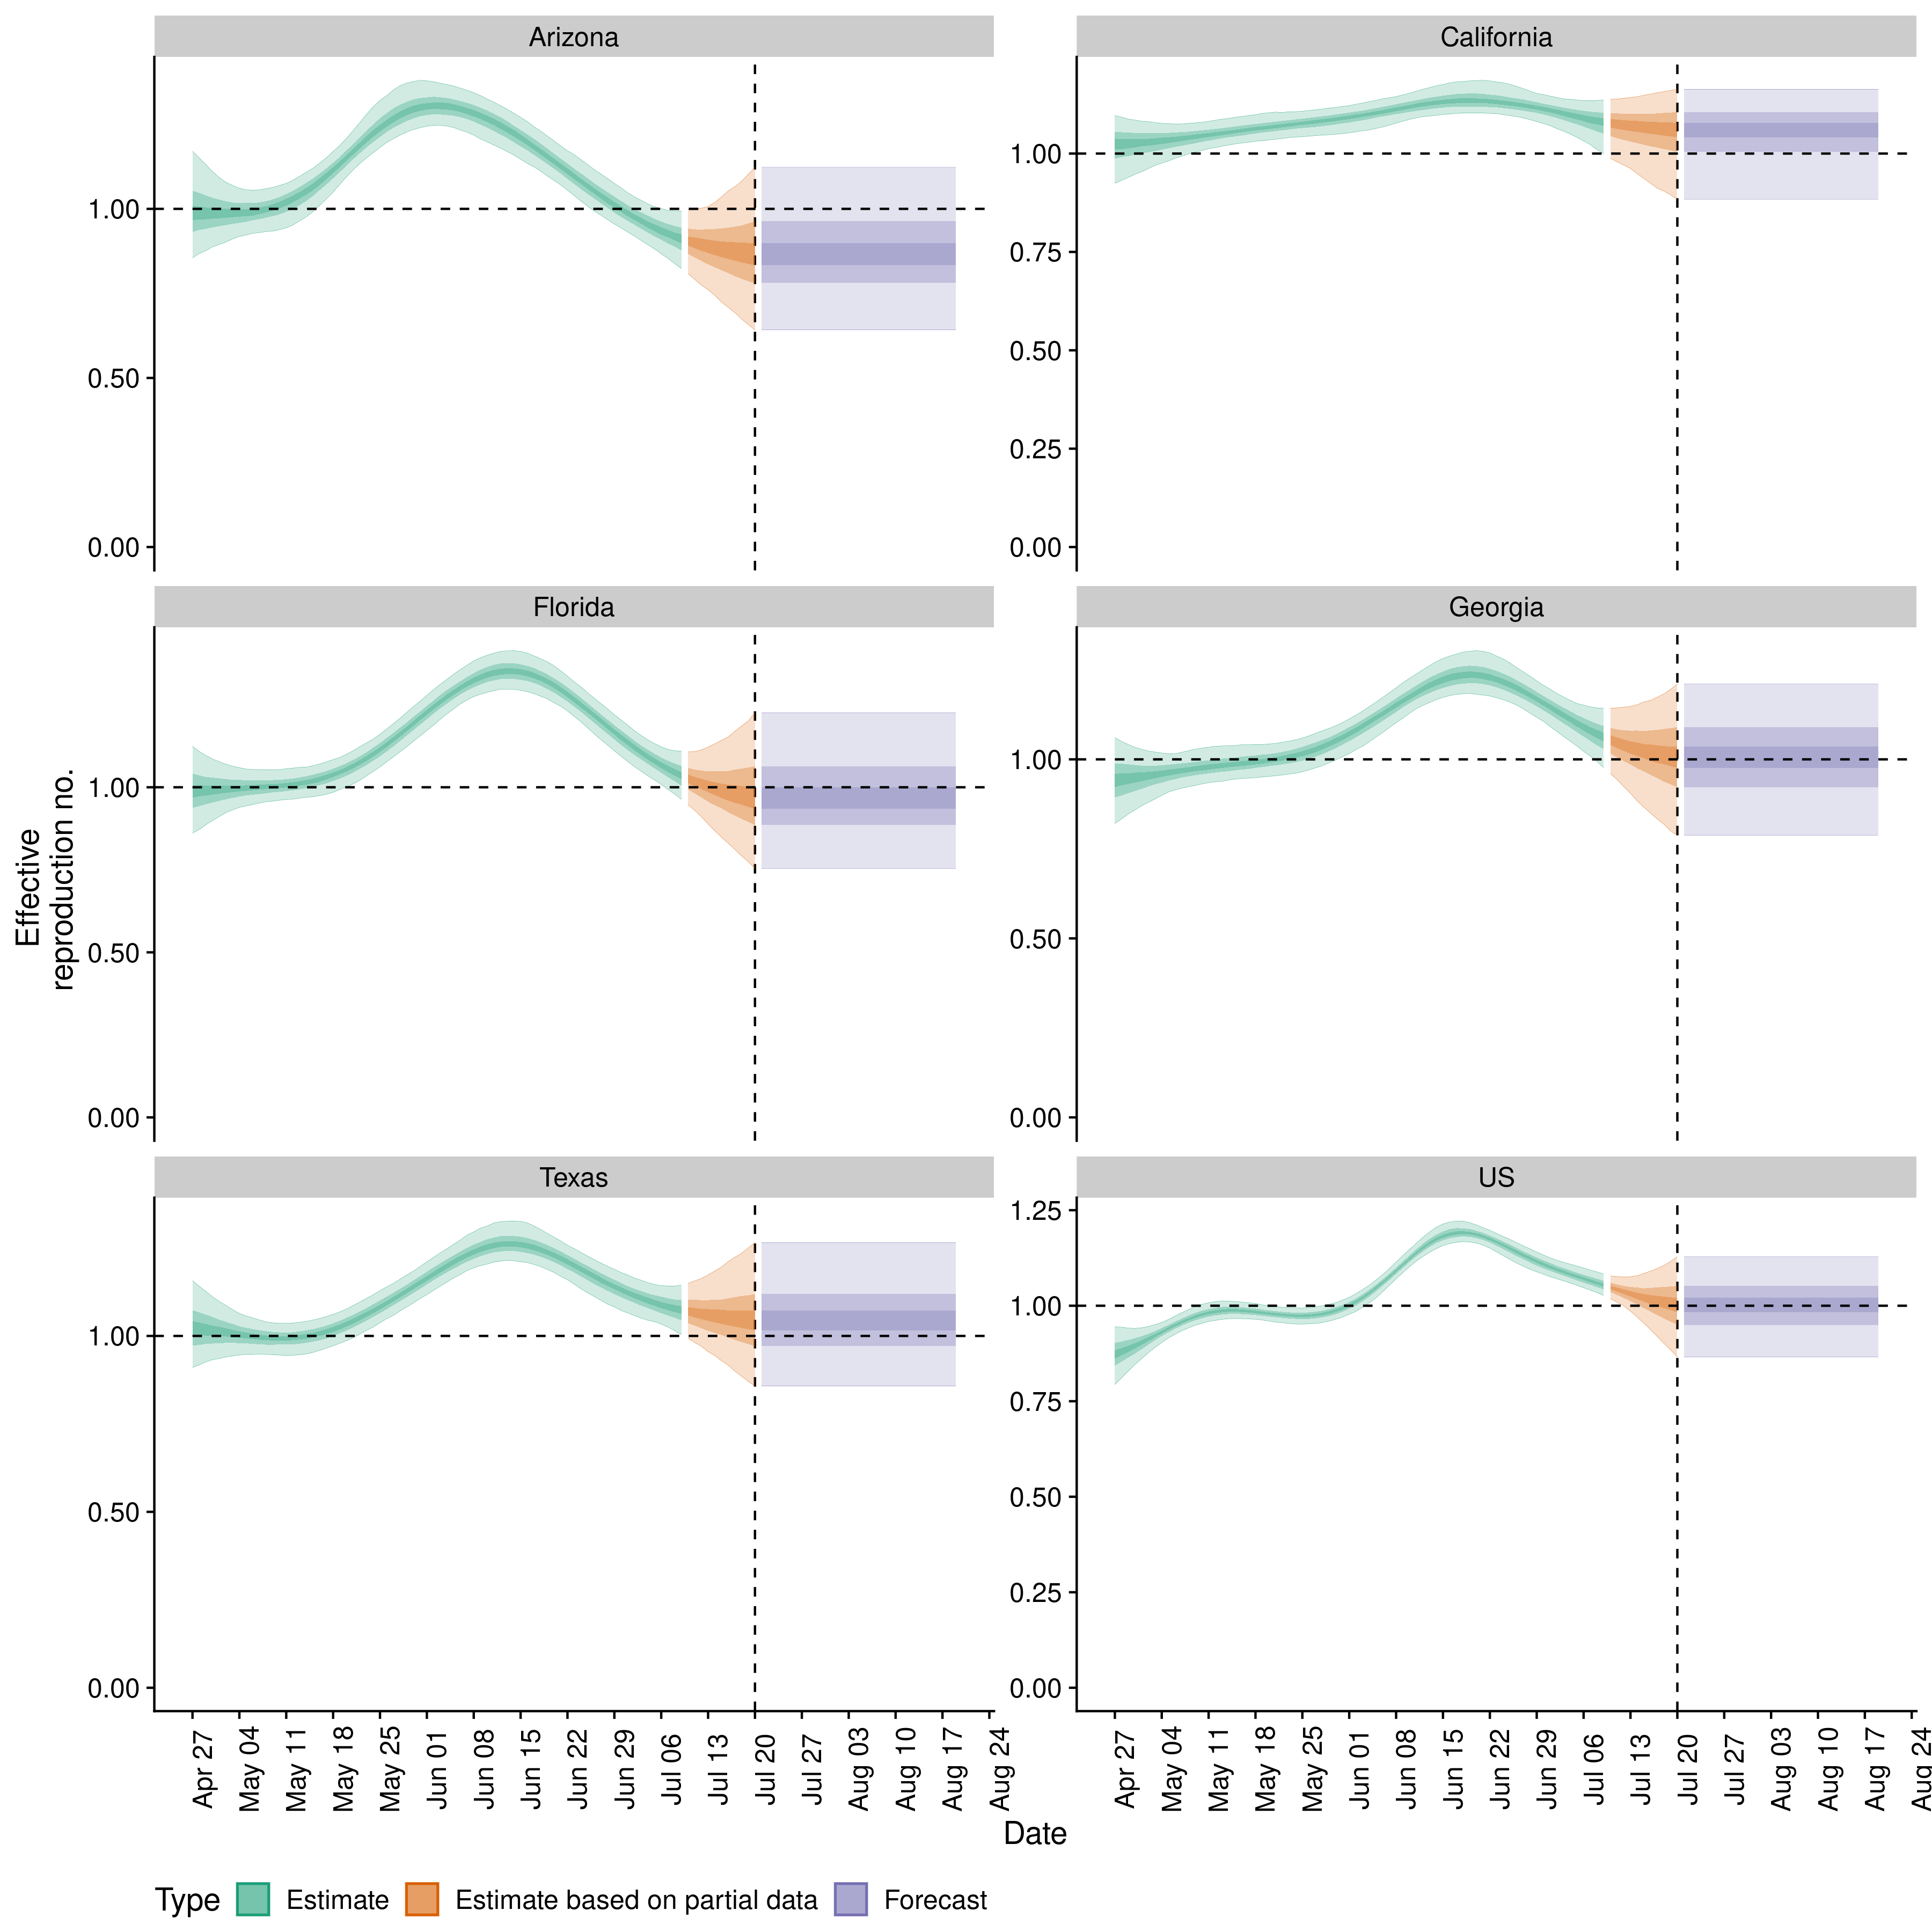 Arizona
California
1.00
0.50
0.00
1.00
0.75
0.50
0.25
0.00
Florida
Georgia
1.00
0.50
0.00
1.00
0.50
0.00
Effective
reproduction no.
Texas
US
1.00
0.50
0.00
1.25
1.00
0.75
0.50
0.25
0.00
Apr 27
May 04
May 11
May 18
May 25
Jun 01
Jun 08
Jun 15
Jun 22
Jun 29
Jul 06
Jul 13
Jul 20
Jul 27
Aug 03
Aug 10
Aug 17
Aug 24
Apr 27
May 04
May 11
May 18
May 25
Jun 01
Jun 08
Jun 15
Jun 22
Jun 29
Jul 06
Jul 13
Jul 20
Jul 27
Aug 03
Aug 10
Aug 17
Aug 24
Date
Type Estimate Estimate based on partial data Forecast